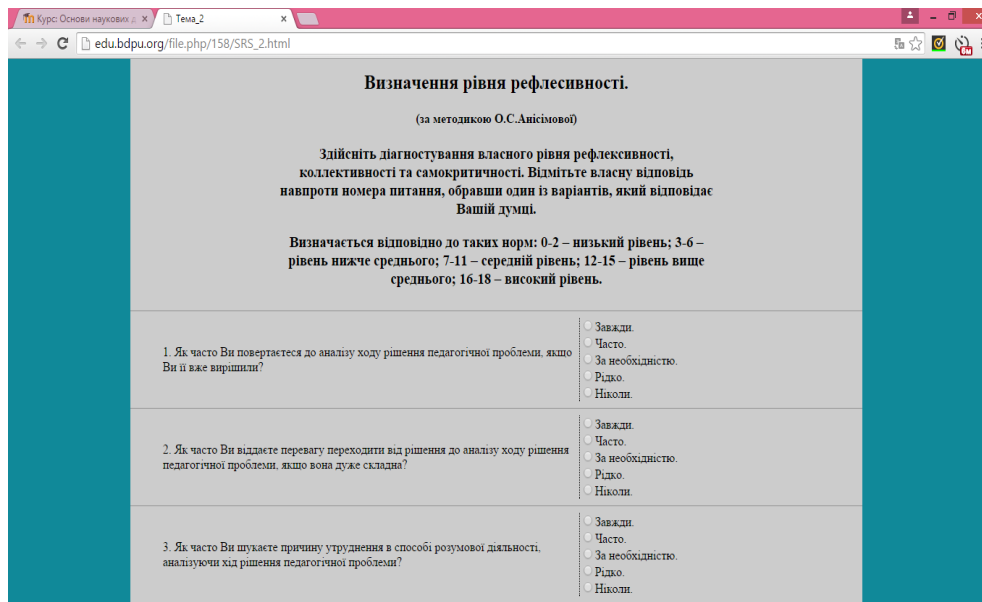 Курс: Основи наукових д
Тема_2
edu.bdpu.org/file.php/158/SRS_2.html
Визначення рівня рефлесивності.
(за методикою О.С.Анісімової)
Здійсніть діагностування власного рівня рефлексивності,
коллективності та самокритичності. Відмітьте власну відповідь
навпроти номера питання, обравши один із варіантів, який відповідає
Вашій думці.
Визначається відповідно до таких норм: 0-2 – низький рівень; 3-6 –
рівень нижче среднього; 7-11 – середній рівень; 12-15 – рівень вище
среднього; 16-18 – високий рівень.
1. Як часто Ви повертаєтеся до аналізу ходу рішення педагогічної проблеми, якщо
Ви її вже вирішили?
Завжди.
Часто.
За необхідністю.
Рідко.
Ніколи.
2. Як часто Ви віддаєте перевагу переходити від рішення до аналізу ходу рішення
педагогічної проблеми, якщо вона дуже складна?
Завжди.
Часто.
За необхідністю.
Рідко.
Ніколи.
3. Як часто Ви шукаєте причину утруднення в способі розумової діяльності,
аналізуючи хід рішення педагогічної проблеми?
Завжди.
Часто.
За необхідністю.
Рідко.
Ніколи.